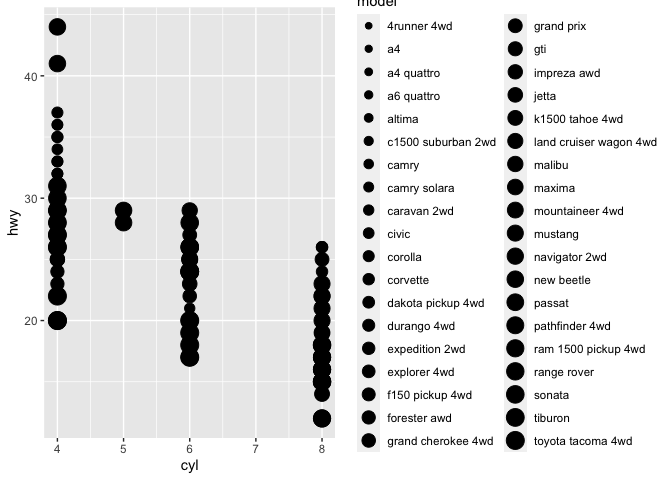 model
40
30
20
hwy
4
5
6
7
8
cyl
4runner 4wd
a4
a4 quattro
a6 quattro
altima
c1500 suburban 2wd
camry
camry solara
caravan 2wd
civic
corolla
corvette
dakota pickup 4wd
durango 4wd
expedition 2wd
explorer 4wd
f150 pickup 4wd
forester awd
grand cherokee 4wd
grand prix
gti
impreza awd
jetta
k1500 tahoe 4wd
land cruiser wagon 4wd
malibu
maxima
mountaineer 4wd
mustang
navigator 2wd
new beetle
passat
pathfinder 4wd
ram 1500 pickup 4wd
range rover
sonata
tiburon
toyota tacoma 4wd